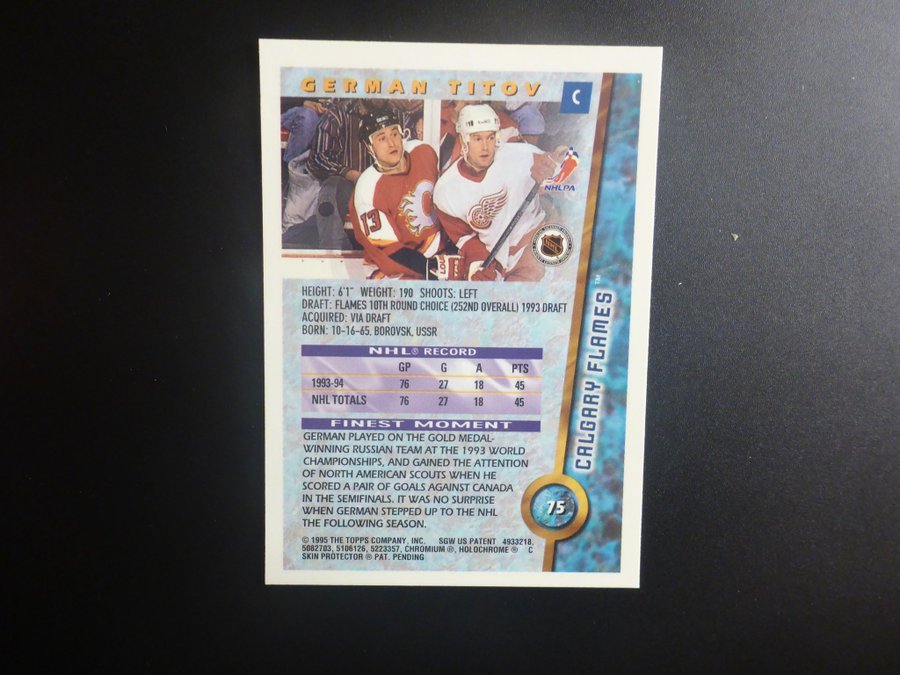 GERMAN TITOV
C
13
NHLPA
NHL
HEIGHT: 6'1" WEIGHT: 190 SHOOTS: LEFT
DRAFT: FLAMES 10TH ROUND CHOICE (252ND OVERALL) 1993 DRAFT
ACQUIRED: VIA DRAFT
BORN: 10-16-65, BOROVSK, USSR
NHL® RECORD
GP G A PTS
1993-94 76 27 18 45
NHL TOTALS 76 27 18 45
FINEST MOMENT
GERMAN PLAYED ON THE GOLD MEDAL-
WINNING RUSSIAN TEAM AT THE 1993 WORLD
CHAMPIONSHIPS, AND GAINED THE ATTENTION
OF NORTH AMERICAN SCOUTS WHEN HE
SCORED A PAIR OF GOALS AGAINST CANADA
IN THE SEMIFINALS. IT WAS NO SURPRISE
WHEN GERMAN STEPPED UP TO THE NHL
THE FOLLOWING SEASON.
CALGARY FLAMES™
75
© 1995 THE TOPPS COMPANY, INC. SGW US PATENT 4933218,
5082703, 5106126, 5223357, CHROMIUM ®, HOLOCHROME ® C
SKIN PROTECTOR ® PAT. PENDING